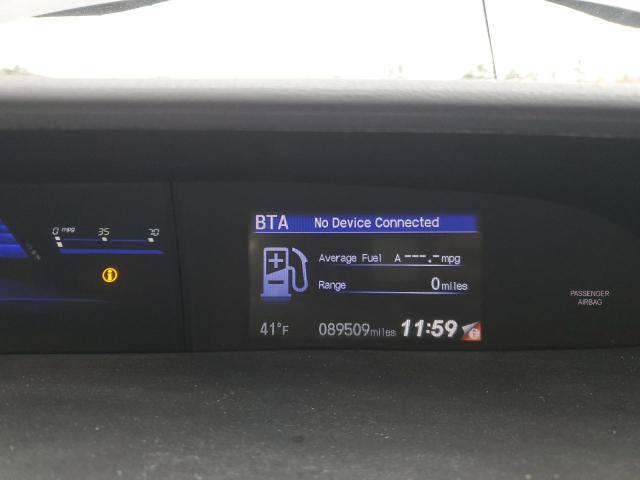 BTA No Device Connected
0 mpg 35 70
Average Fuel A ---.- mpg
Range 0 miles
PASSENGER
AIRBAG
41°F 089509 miles 11:59